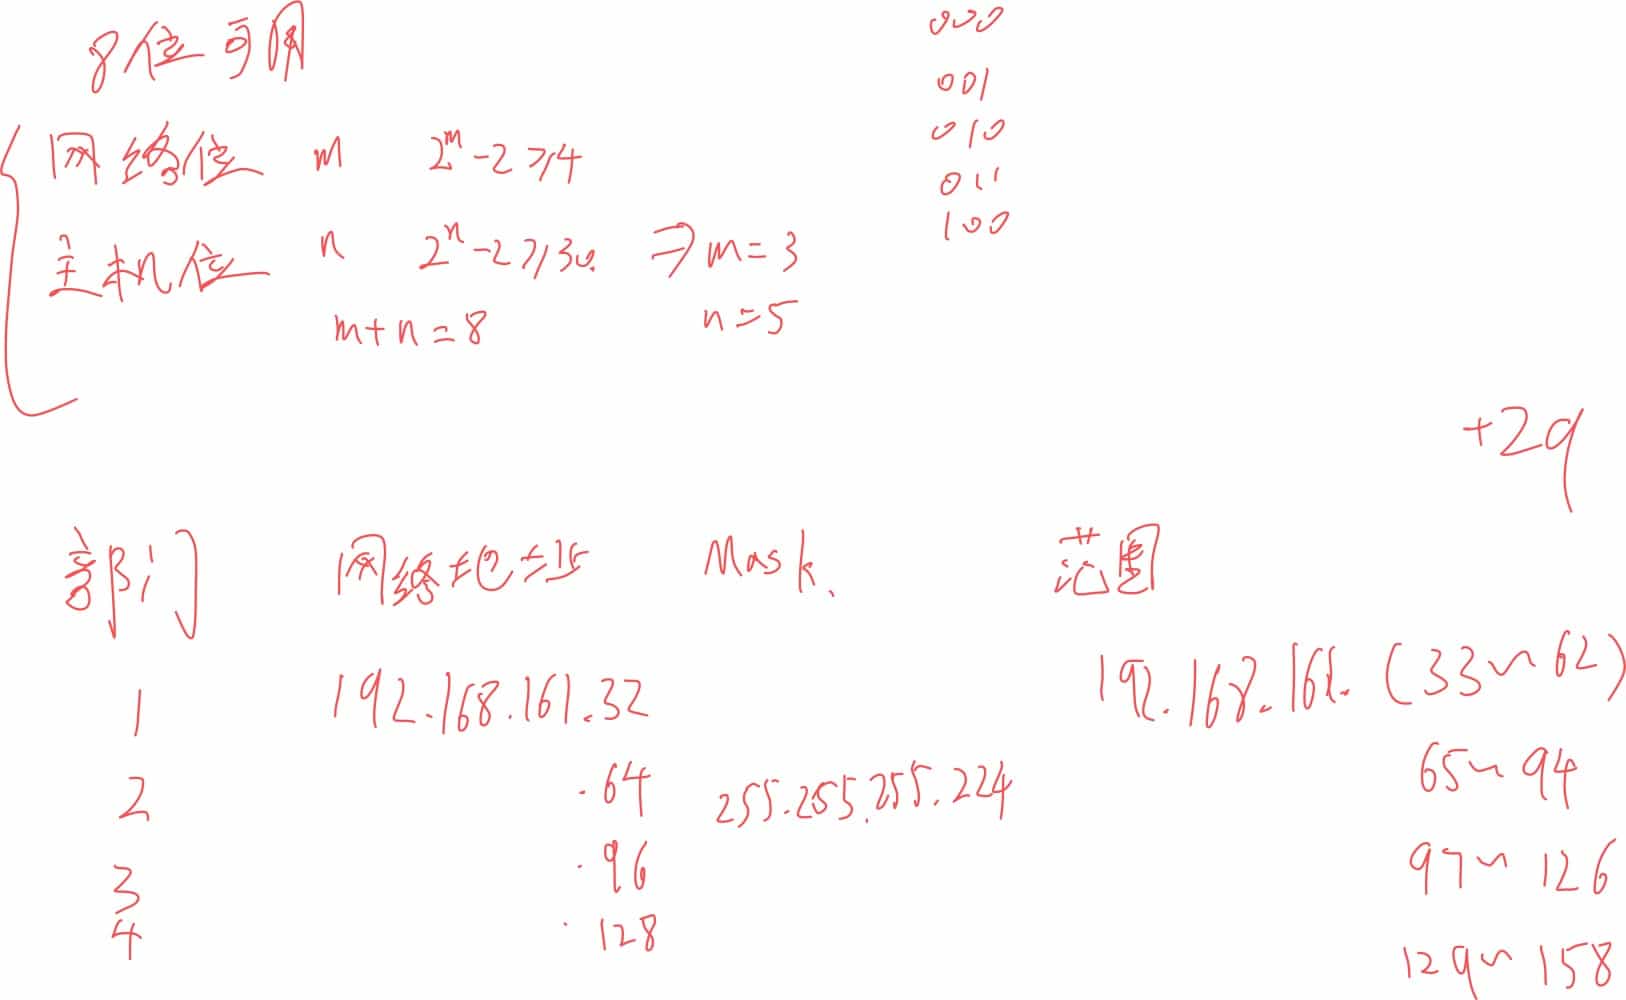 8位可用
000
001
网络位 m 2^m-2≥4
010
011
100
主机位 n 2^n-2≥30. ⇒ m=3
m+n=8 n=5
+29
部门 网络地址 Mask. 范围
1 192.168.161.32 192.168.161.(33~62)
2 .64 255.255.255.224 65~94
3 .96 97~126
4 .128 129~158